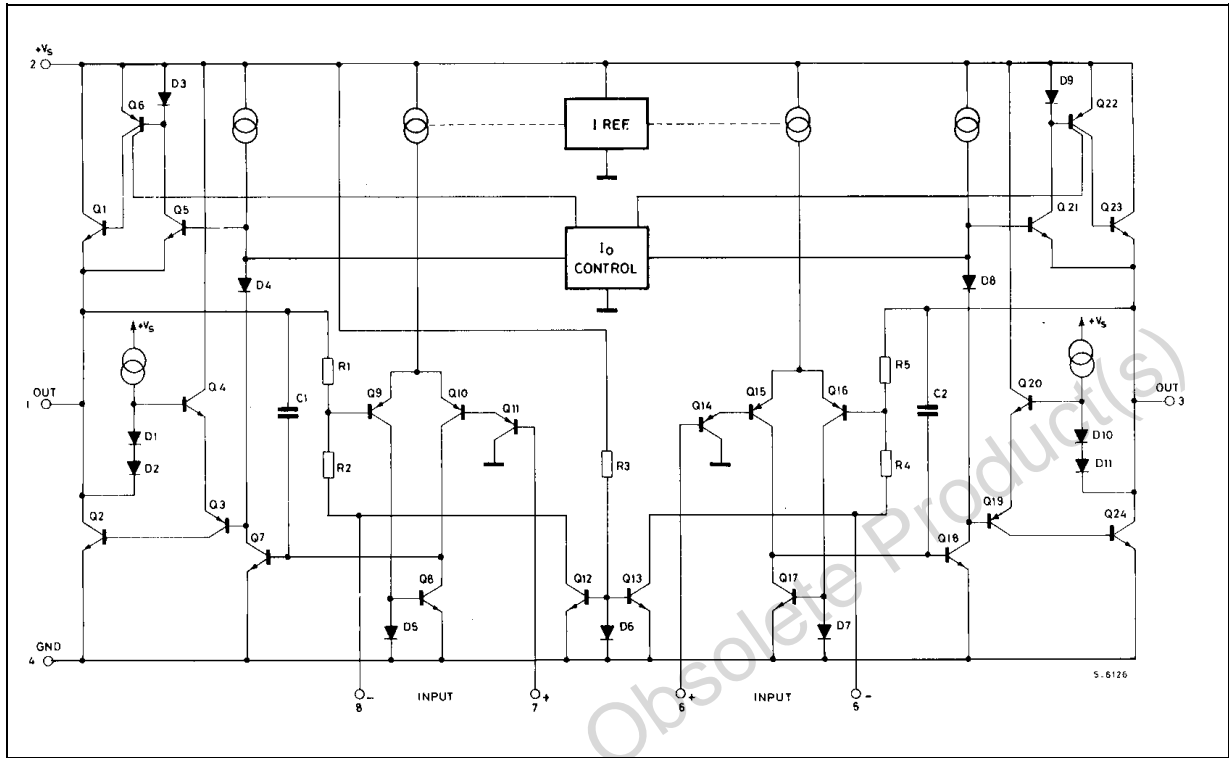 +Vs
2
D3
D9
Q6
Q22
I REF.
Q1
Q5
Q21
Q23
I₀
CONTROL
D4
D8
+Vs
+Vs
R1
R5
Q4
C1
C2
Q20
OUT
1
Q9
Q10
Q11
Q14
Q15
Q16
OUT
3
D1
D10
D2
R2
R3
R4
D11
Q2
Q3
Q19
Q24
Q7
Q18
Q8
Q12
Q13
Q17
D5
D6
D7
GND
4
S-6126
- INPUT +
+ INPUT -
8
7
6
5
Obsolete Product(s)